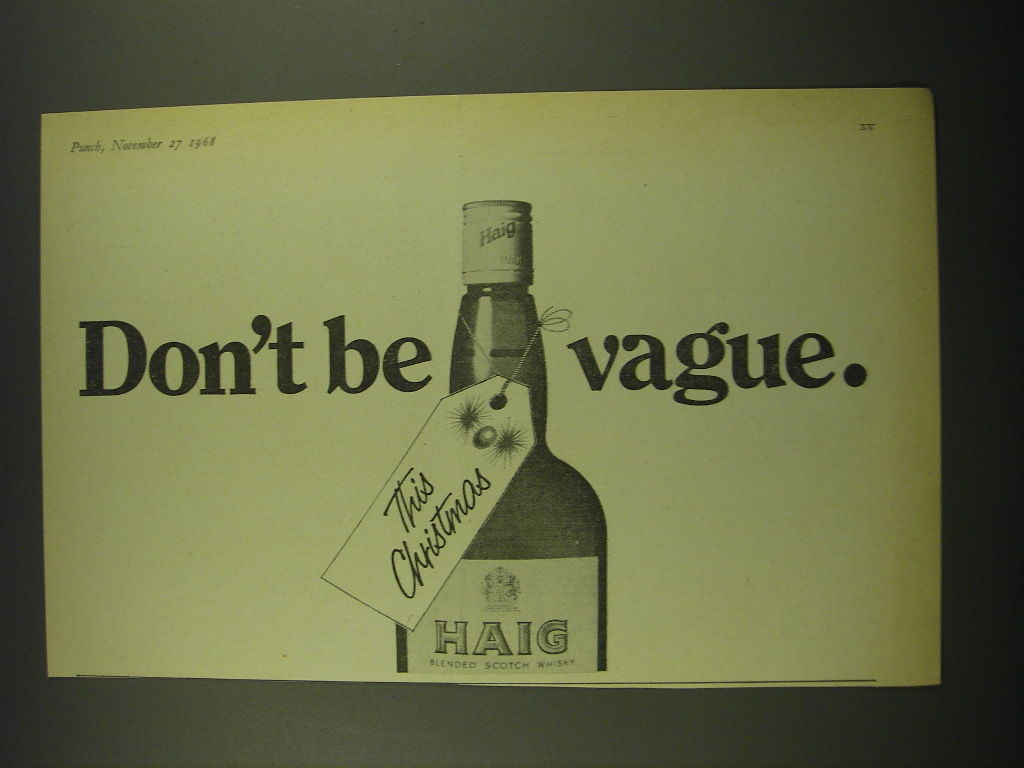 Punch, November 27 1968
xv
Haig
Don't be vague.
This
Christmas
HAIG
BLENDED SCOTCH WHISKY